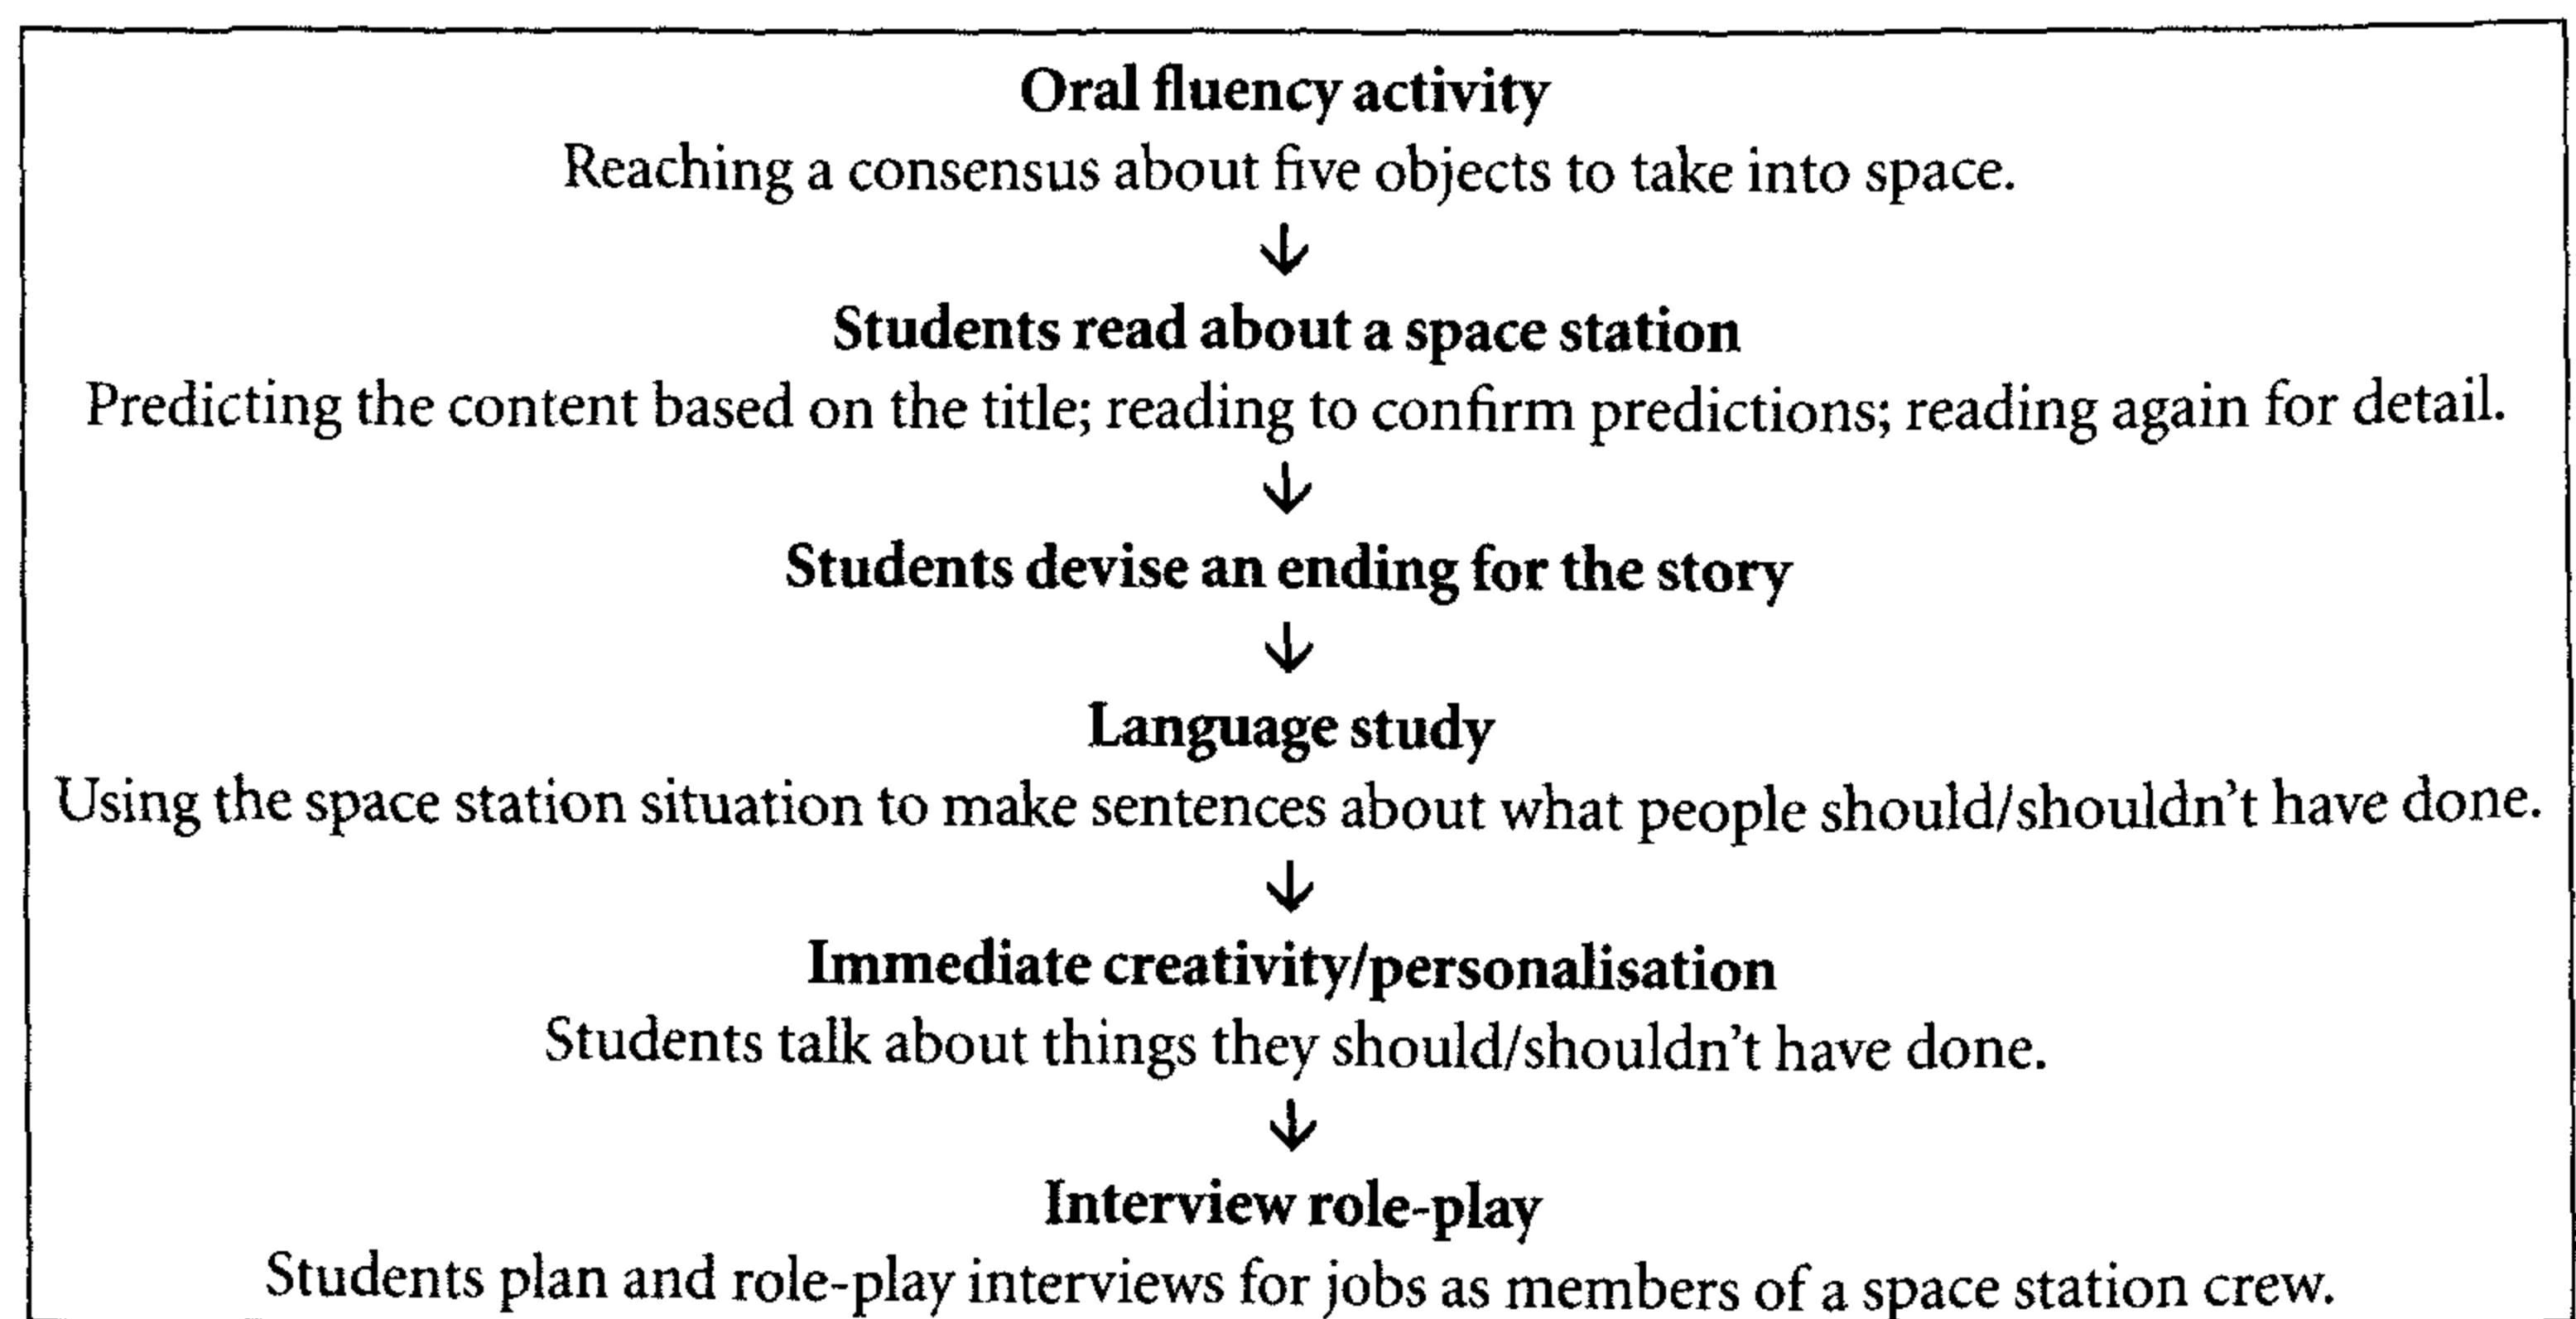 Oral fluency activity
Reaching a consensus about five objects to take into space.
↓
Students read about a space station
Predicting the content based on the title; reading to confirm predictions; reading again for detail.
↓
Students devise an ending for the story
↓
Language study
Using the space station situation to make sentences about what people should/shouldn't have done.
↓
Immediate creativity/personalisation
Students talk about things they should/shouldn't have done.
↓
Interview role-play
Students plan and role-play interviews for jobs as members of a space station crew.